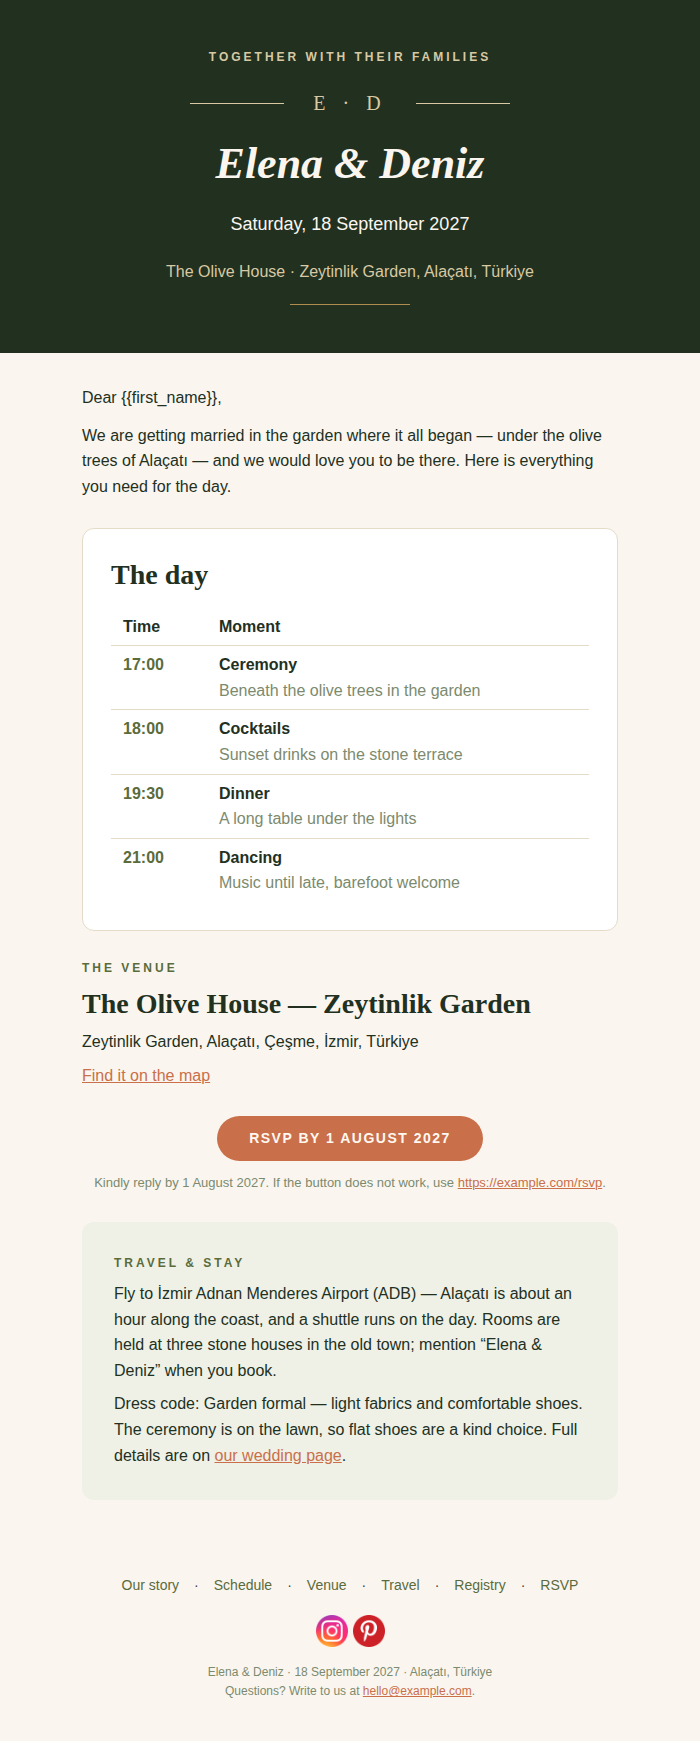 TOGETHER WITH THEIR FAMILIES
E · D
Elena & Deniz
Saturday, 18 September 2027
The Olive House · Zeytinlik Garden, Alaçatı, Türkiye
Dear {{first_name}},
We are getting married in the garden where it all began — under the olive
trees of Alaçatı — and we would love you to be there. Here is everything
you need for the day.
The day
Time Moment
17:00 Ceremony
Beneath the olive trees in the garden
18:00 Cocktails
Sunset drinks on the stone terrace
19:30 Dinner
A long table under the lights
21:00 Dancing
Music until late, barefoot welcome
THE VENUE
The Olive House — Zeytinlik Garden
Zeytinlik Garden, Alaçatı, Çeşme, İzmir, Türkiye
Find it on the map
RSVP BY 1 AUGUST 2027
Kindly reply by 1 August 2027. If the button does not work, use https://example.com/rsvp.
TRAVEL & STAY
Fly to İzmir Adnan Menderes Airport (ADB) — Alaçatı is about an
hour along the coast, and a shuttle runs on the day. Rooms are
held at three stone houses in the old town; mention “Elena &
Deniz” when you book.
Dress code: Garden formal — light fabrics and comfortable shoes.
The ceremony is on the lawn, so flat shoes are a kind choice. Full
details are on our wedding page.
Our story · Schedule · Venue · Travel · Registry · RSVP
Elena & Deniz · 18 September 2027 · Alaçatı, Türkiye
Questions? Write to us at hello@example.com.